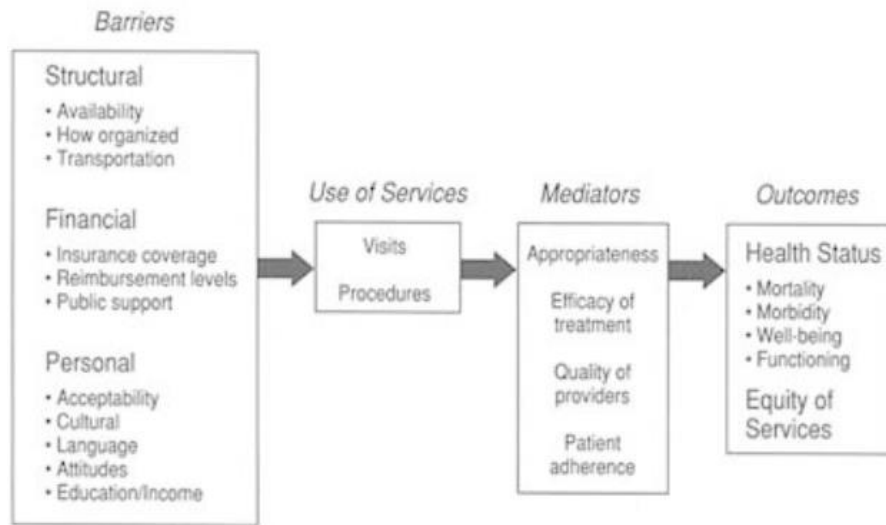 Barriers
Structural
• Availability
• How organized
• Transportation
Financial
• Insurance coverage
• Reimbursement levels
• Public support
Personal
• Acceptability
• Cultural
• Language
• Attitudes
• Education/Income
Use of Services
Visits
Procedures
Mediators
Appropriateness
Efficacy of
treatment
Quality of
providers
Patient
adherence
Outcomes
Health Status
• Mortality
• Morbidity
• Well-being
• Functioning
Equity of
Services